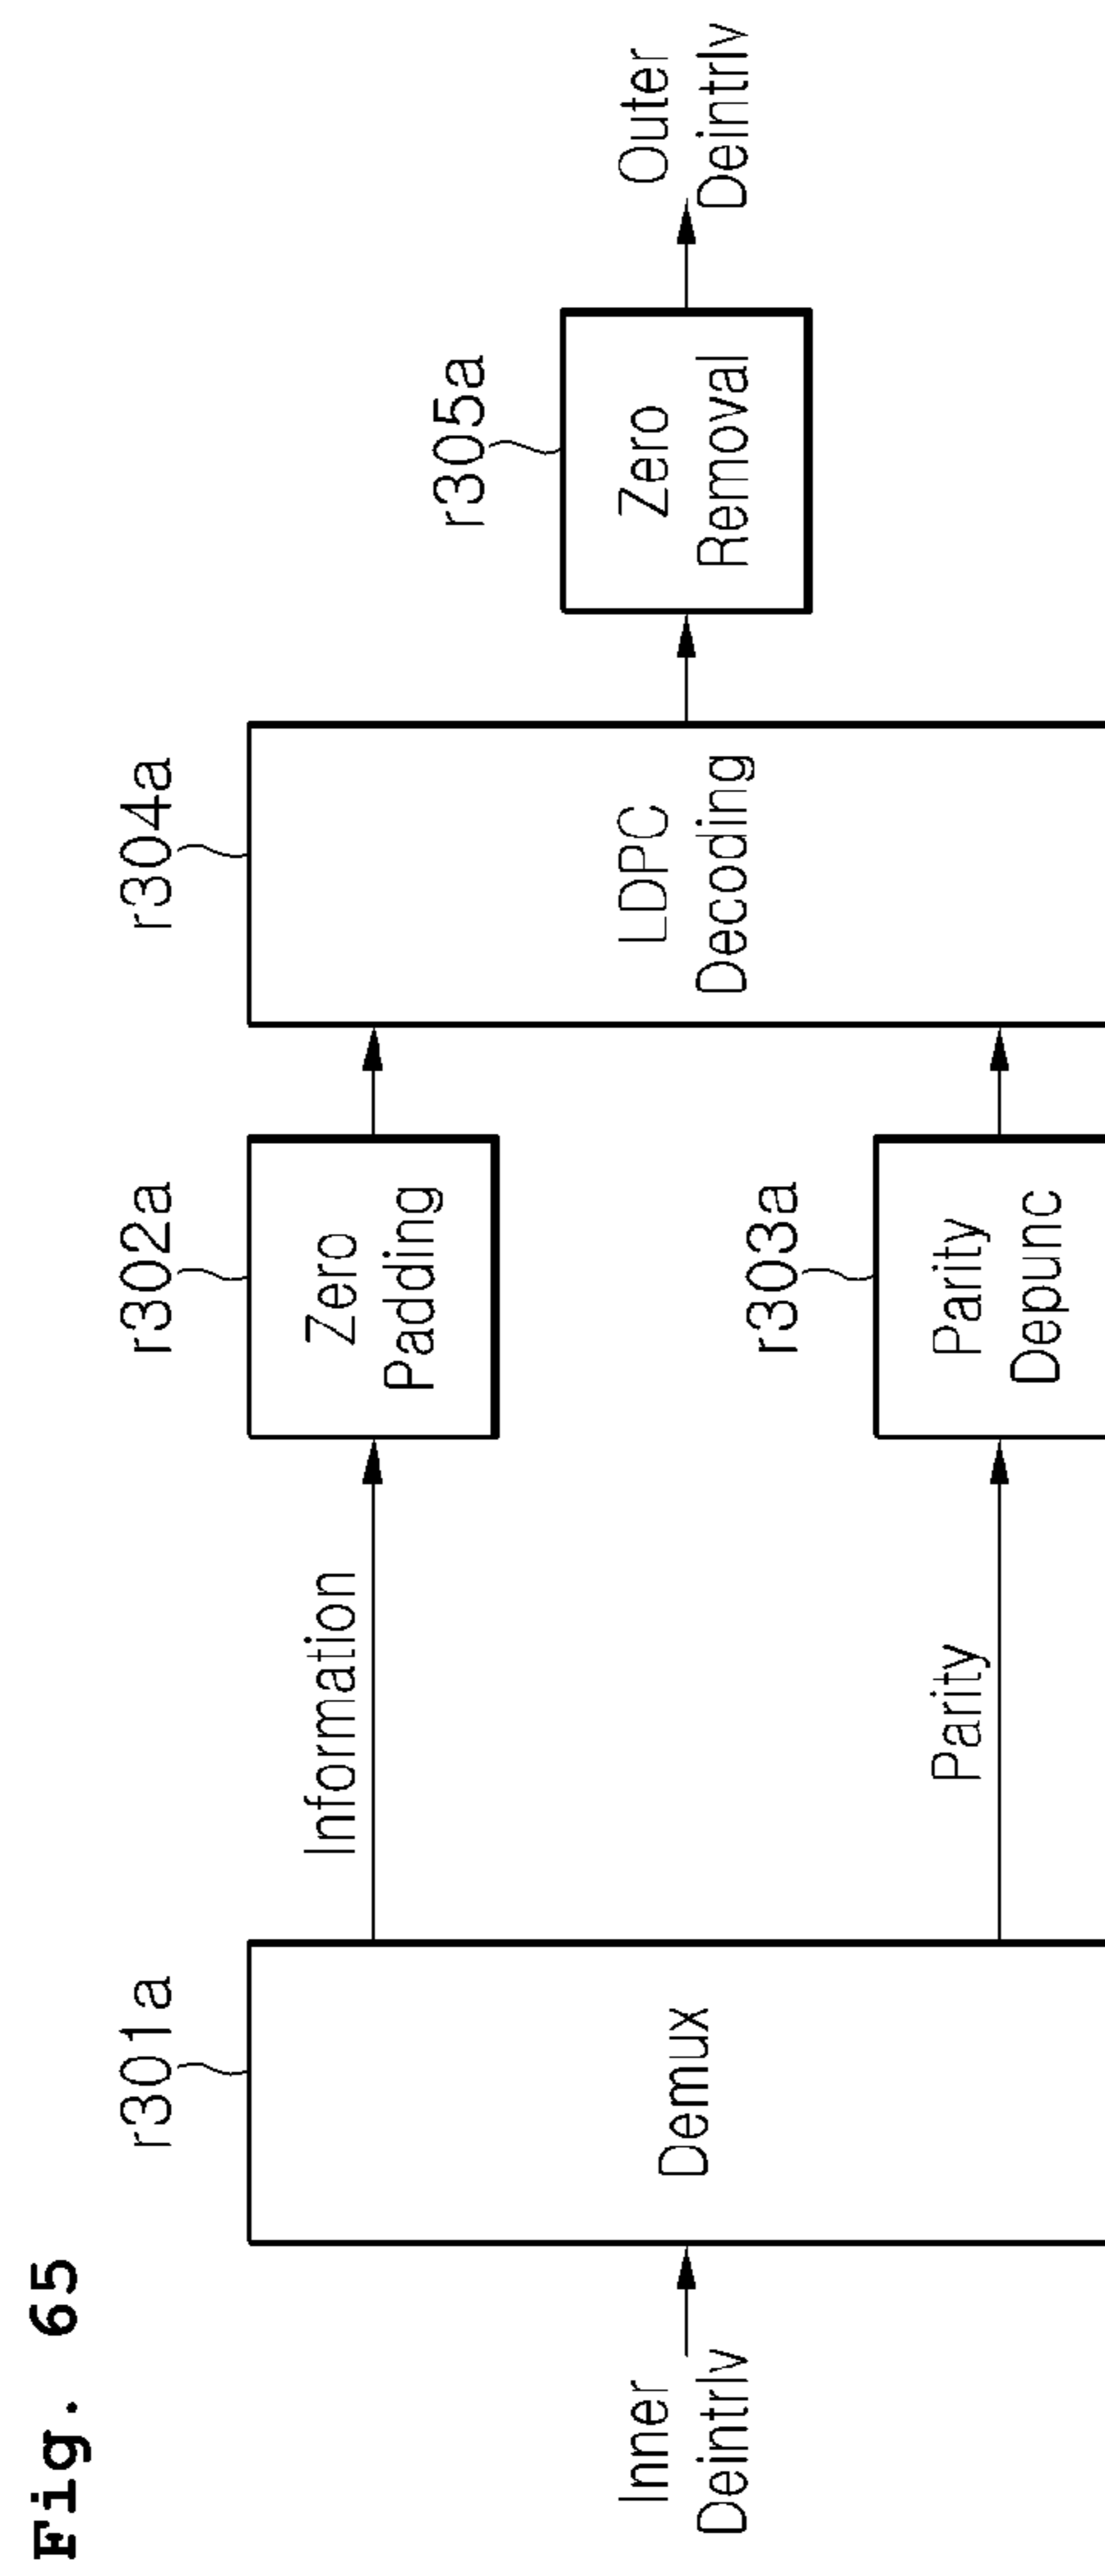 Fig. 65
r301a
r302a
r304a
Information
Zero
Padding
r305a
Inner
Deintrlv
Demux
LDPC
Decoding
Zero
Removal
Outer
Deintrlv
r303a
Parity
Parity
Depunc